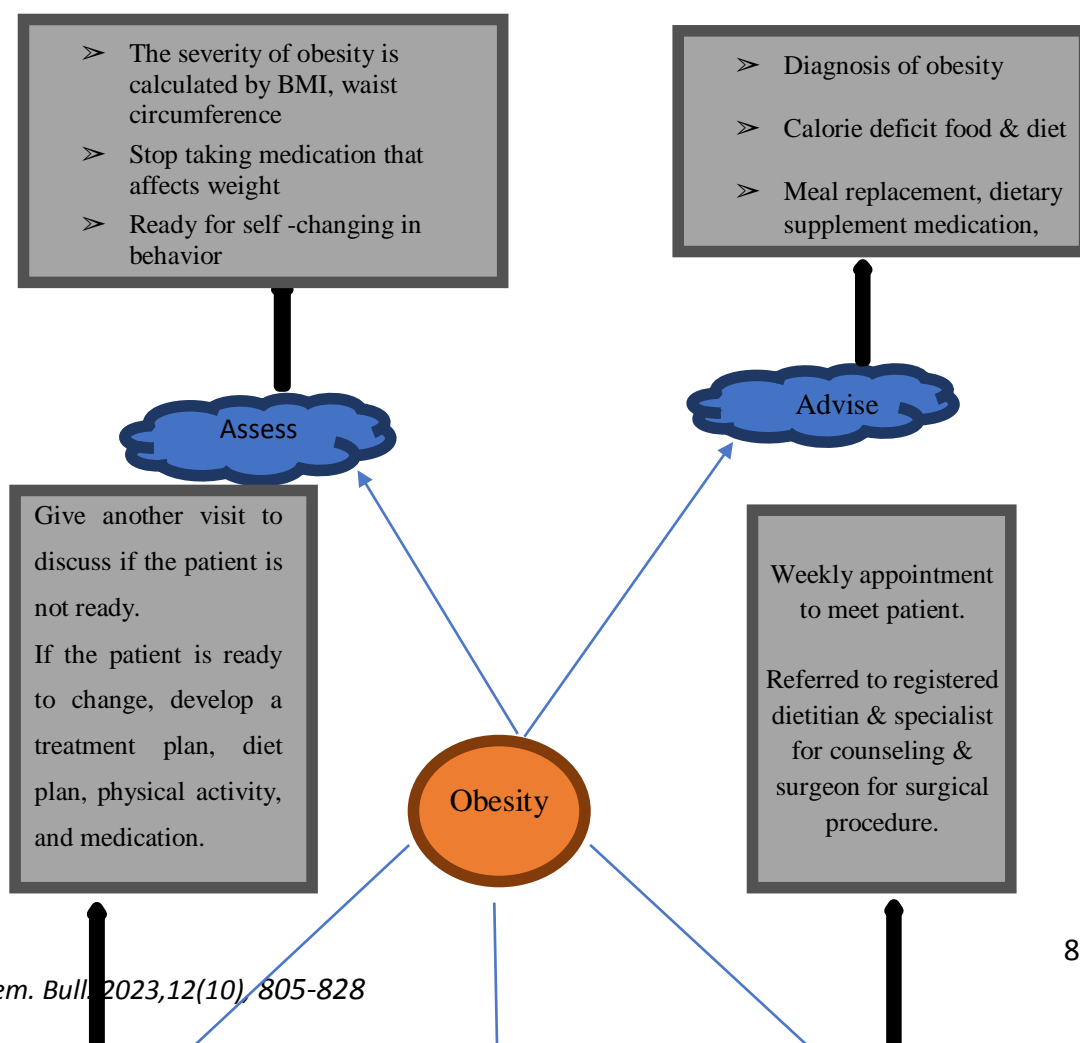 ➢ The severity of obesity is
calculated by BMI, waist
circumference
➢ Stop taking medication that
affects weight
➢ Ready for self -changing in
behavior
➢ Diagnosis of obesity
➢ Calorie deficit food & diet
➢ Meal replacement, dietary
supplement medication,
Assess
Advise
Give another visit to
discuss if the patient is
not ready.
If the patient is ready
to change, develop a
treatment plan, diet
plan, physical activity,
and medication.
Weekly appointment
to meet patient.
Referred to registered
dietitian & specialist
for counseling &
surgeon for surgical
procedure.
Obesity
8
em. Bull. 2023,12(10), 805-828